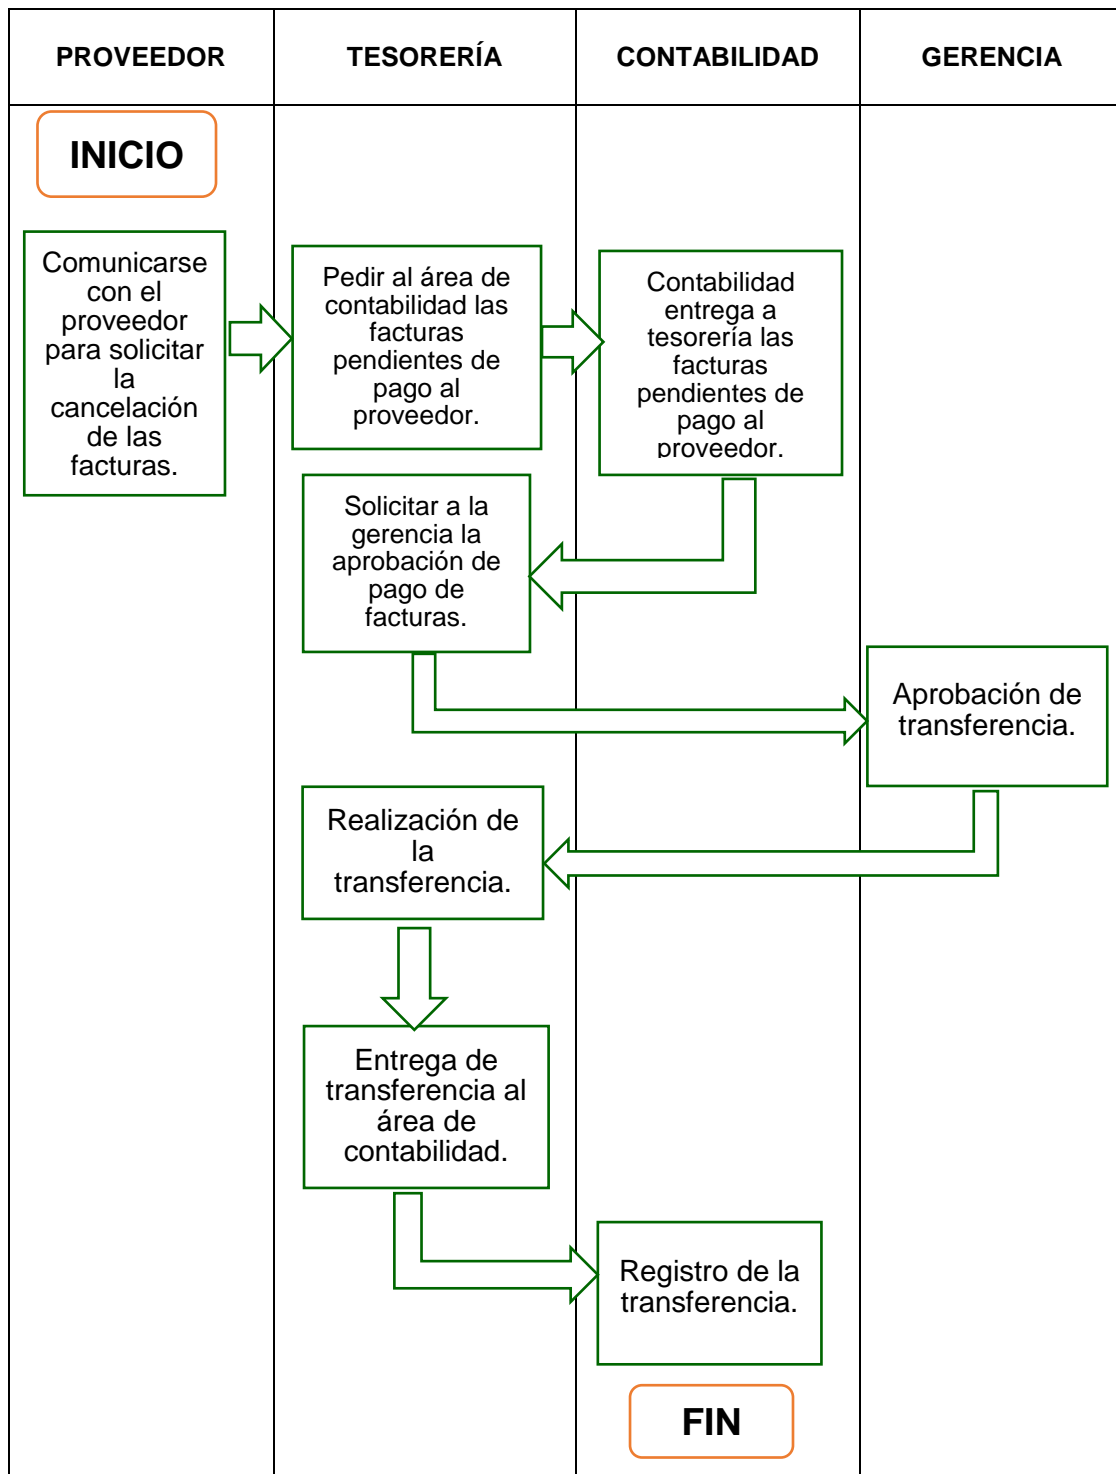 PROVEEDOR
TESORERÍA
CONTABILIDAD
GERENCIA
INICIO
Comunicarse
con el
proveedor
para solicitar
la
cancelación
de las
facturas.
Pedir al área de
contabilidad las
facturas
pendientes de
pago al
proveedor.
Contabilidad
entrega a
tesorería las
facturas
pendientes de
pago al
proveedor.
Solicitar a la
gerencia la
aprobación de
pago de
facturas.
Aprobación de
transferencia.
Realización de
la
transferencia.
Entrega de
transferencia al
área de
contabilidad.
Registro de la
transferencia.
FIN